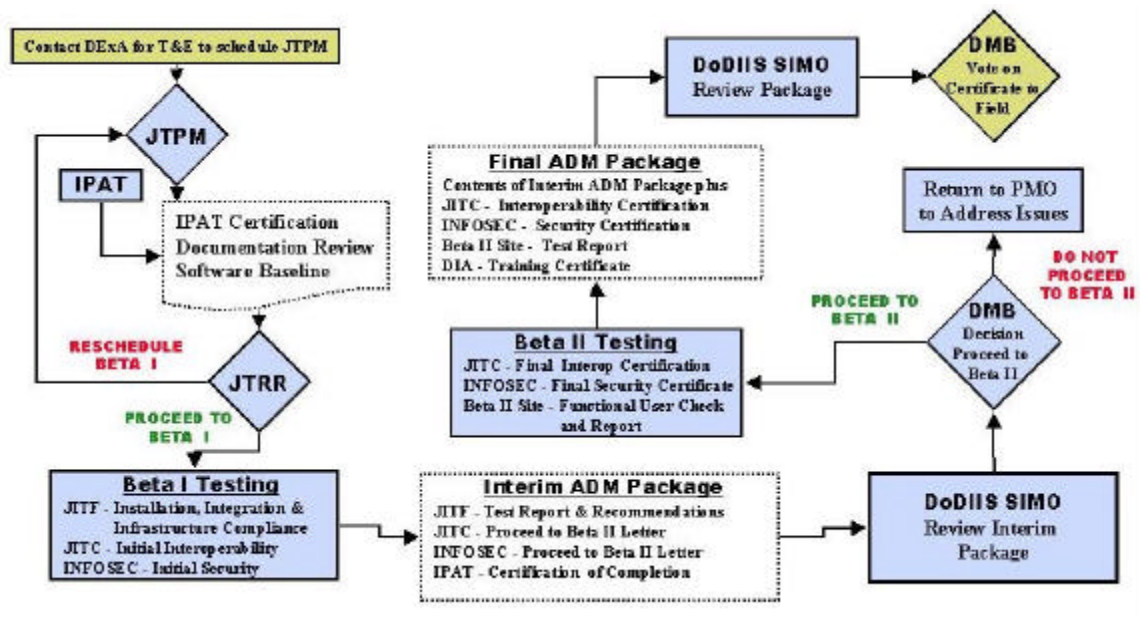 Contact DExA for T&E to schedule JTPM
JTPM
IPAT
IPAT Certification
Documentation Review
Software Baseline
RESCHEDULE
BETA I
JTRR
PROCEED TO
BETA I
Beta I Testing
JITF - Installation, Integration &
Infrastructure Compliance
JITC - Initial Interoperability
INFOSEC - Initial Security
Interim ADM Package
JITF - Test Report & Recommendations
JITC - Proceed to Beta II Letter
INFOSEC - Proceed to Beta II Letter
IPAT - Certification of Completion
DoDIIS SIMO
Review Interim
Package
DMB
Decision
Proceed to
Beta II
DO NOT
PROCEED
TO BETA II
Return to PMO
to Address Issues
PROCEED TO
BETA II
Beta II Testing
JITC - Final Interop Certification
INFOSEC - Final Security Certificate
Beta II Site - Functional User Check
and Report
Final ADM Package
Contents of Interim ADM Package plus
JITC - Interoperability Certification
INFOSEC - Security Certification
Beta II Site - Test Report
DIA - Training Certificate
DoDIIS SIMO
Review Package
DMB
Vote on
Certificate to
Field